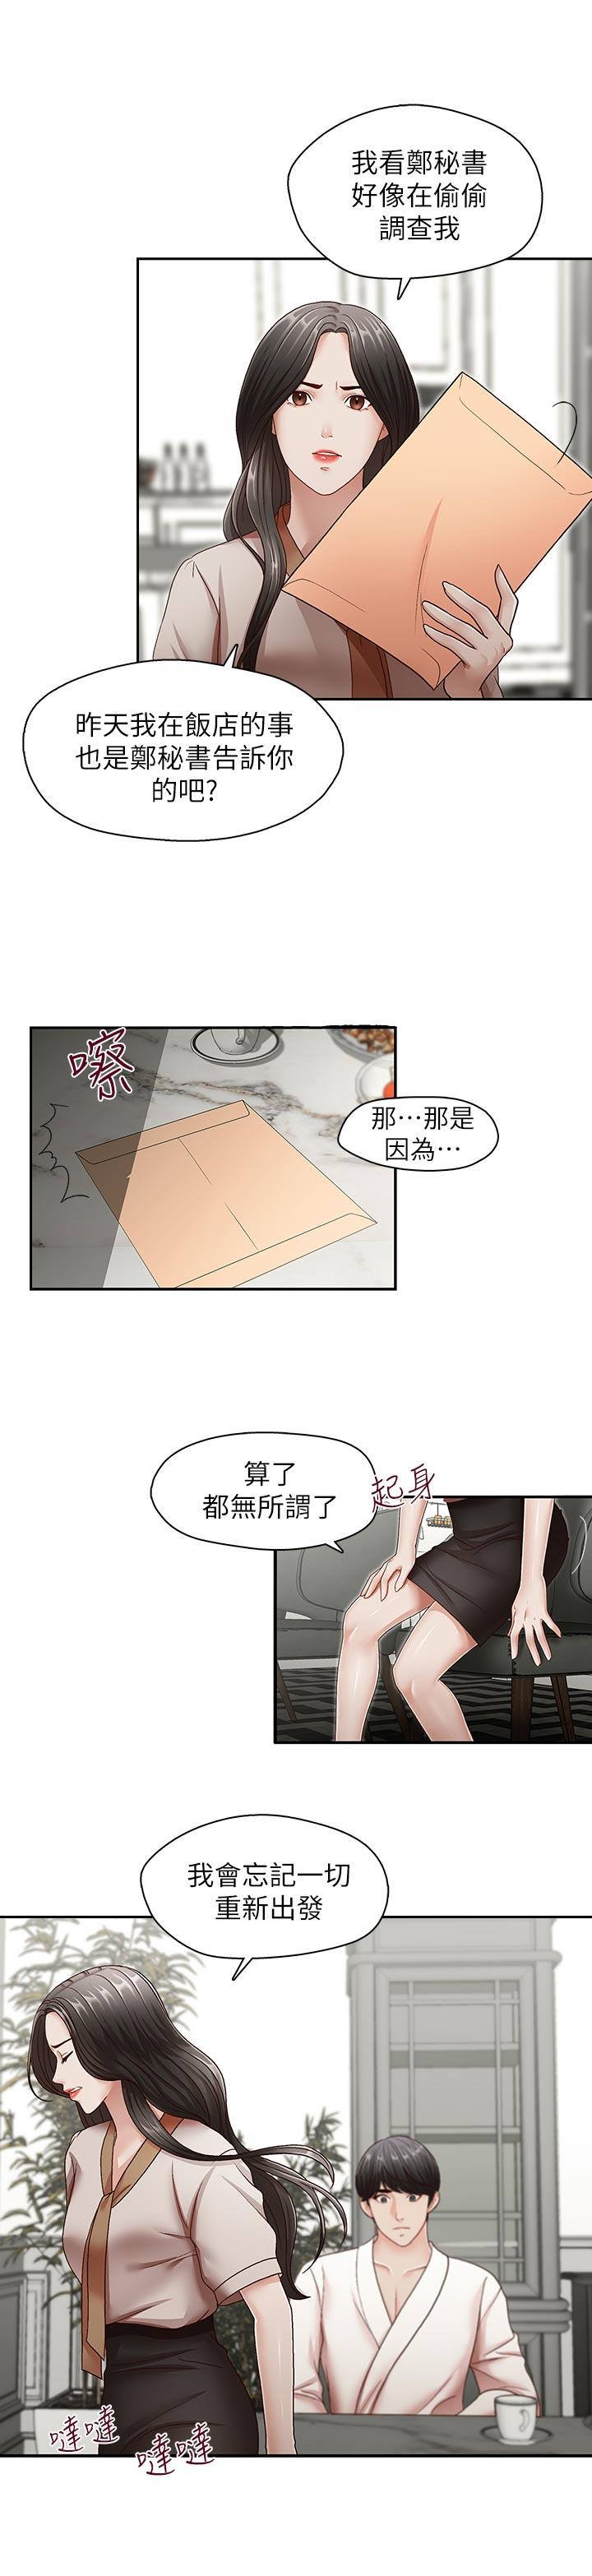 我看鄭秘書
好像在偷偷
調查我
昨天我在飯店的事
也是鄭秘書告訴你
的吧?
嚓
那⋯那是
因為⋯
算了
都無所謂了
起身
我會忘記一切
重新出發
噠噠
噠噠